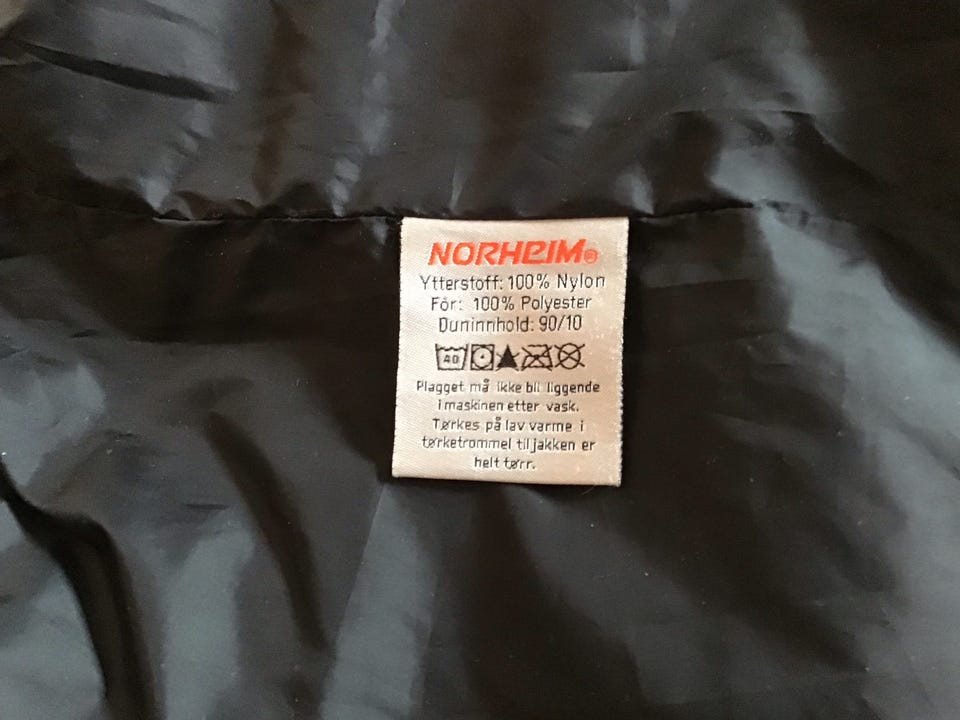 NORHEIM®
Ytterstoff: 100% Nylon
Fôr: 100% Polyester
Duninnhold: 90/10
40
Plagget må ikke bli liggende
i maskinen etter vask.
Tørkes på lav varme i
tørketrommel til jakken er
helt tørr.